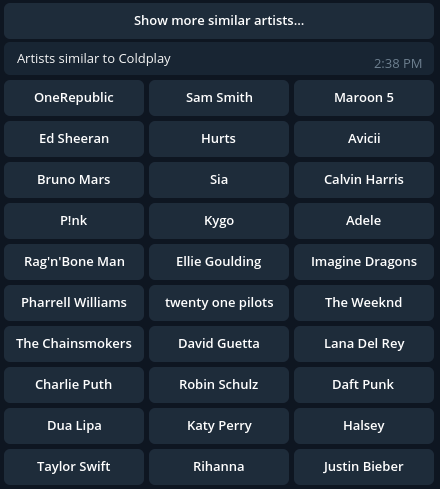 Show more similar artists...
Artists similar to Coldplay
2:38 PM
OneRepublic Sam Smith Maroon 5
Ed Sheeran Hurts Avicii
Bruno Mars Sia Calvin Harris
P!nk Kygo Adele
Rag'n'Bone Man Ellie Goulding Imagine Dragons
Pharrell Williams twenty one pilots The Weeknd
The Chainsmokers David Guetta Lana Del Rey
Charlie Puth Robin Schulz Daft Punk
Dua Lipa Katy Perry Halsey
Taylor Swift Rihanna Justin Bieber